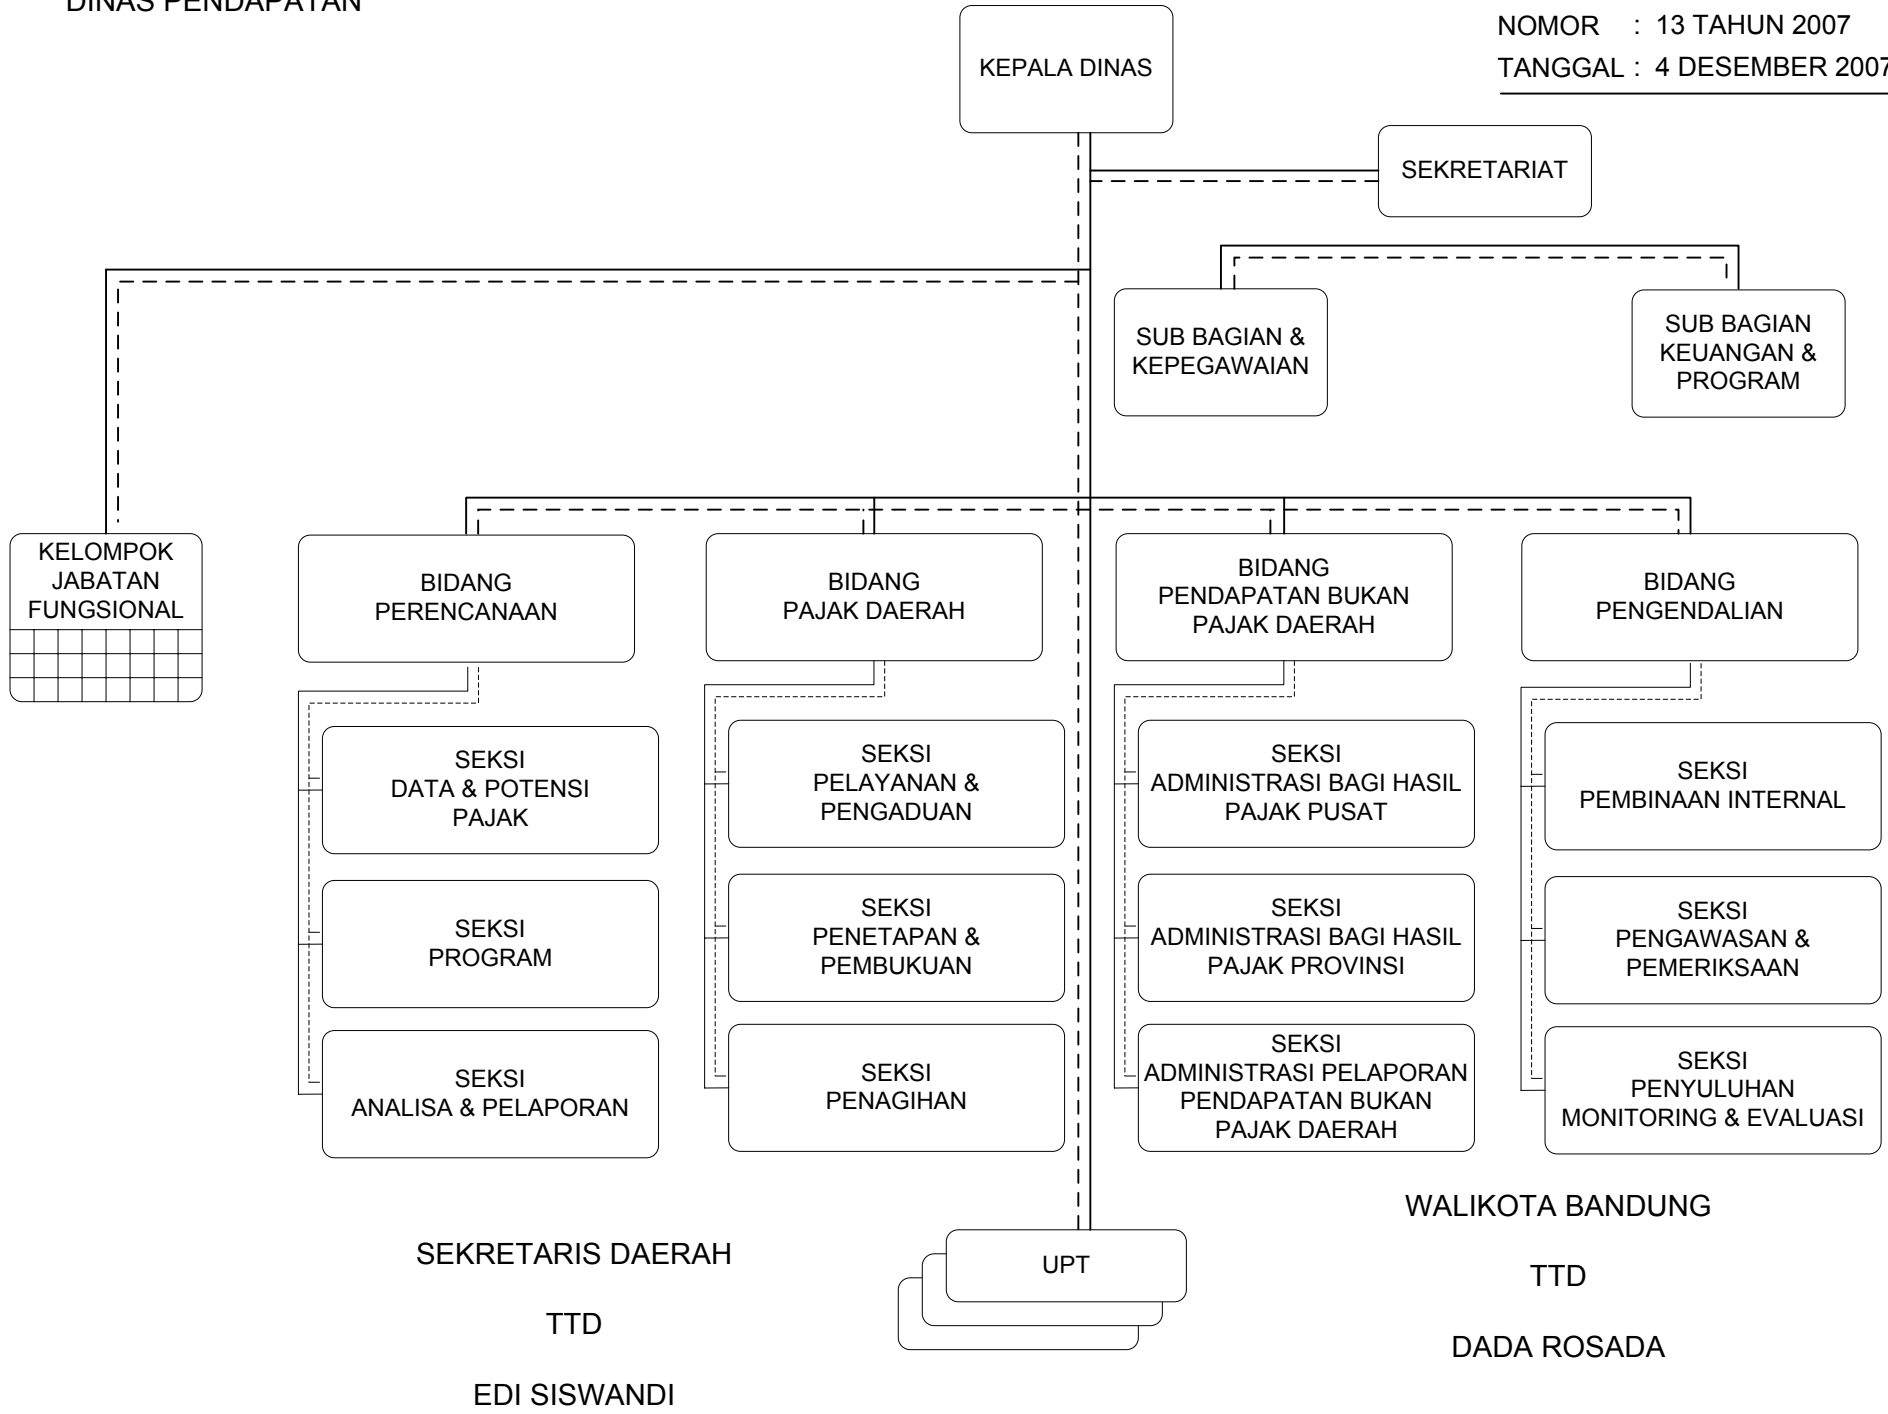 DINAS PENDAPATAN
NOMOR : 13 TAHUN 2007
TANGGAL : 4 DESEMBER 2007
KEPALA DINAS
SEKRETARIAT
SUB BAGIAN &
KEPEGAWAIAN
SUB BAGIAN
KEUANGAN &
PROGRAM
KELOMPOK
JABATAN
FUNGSIONAL
BIDANG
PERENCANAAN
BIDANG
PAJAK DAERAH
BIDANG
PENDAPATAN BUKAN
PAJAK DAERAH
BIDANG
PENGENDALIAN
SEKSI
DATA & POTENSI
PAJAK
SEKSI
PELAYANAN &
PENGADUAN
SEKSI
ADMINISTRASI BAGI HASIL
PAJAK PUSAT
SEKSI
PEMBINAAN INTERNAL
SEKSI
PROGRAM
SEKSI
PENETAPAN &
PEMBUKUAN
SEKSI
ADMINISTRASI BAGI HASIL
PAJAK PROVINSI
SEKSI
PENGAWASAN &
PEMERIKSAAN
SEKSI
ANALISA & PELAPORAN
SEKSI
PENAGIHAN
SEKSI
ADMINISTRASI PELAPORAN
PENDAPATAN BUKAN
PAJAK DAERAH
SEKSI
PENYULUHAN
MONITORING & EVALUASI
UPT
SEKRETARIS DAERAH
TTD
EDI SISWANDI
WALIKOTA BANDUNG
TTD
DADA ROSADA